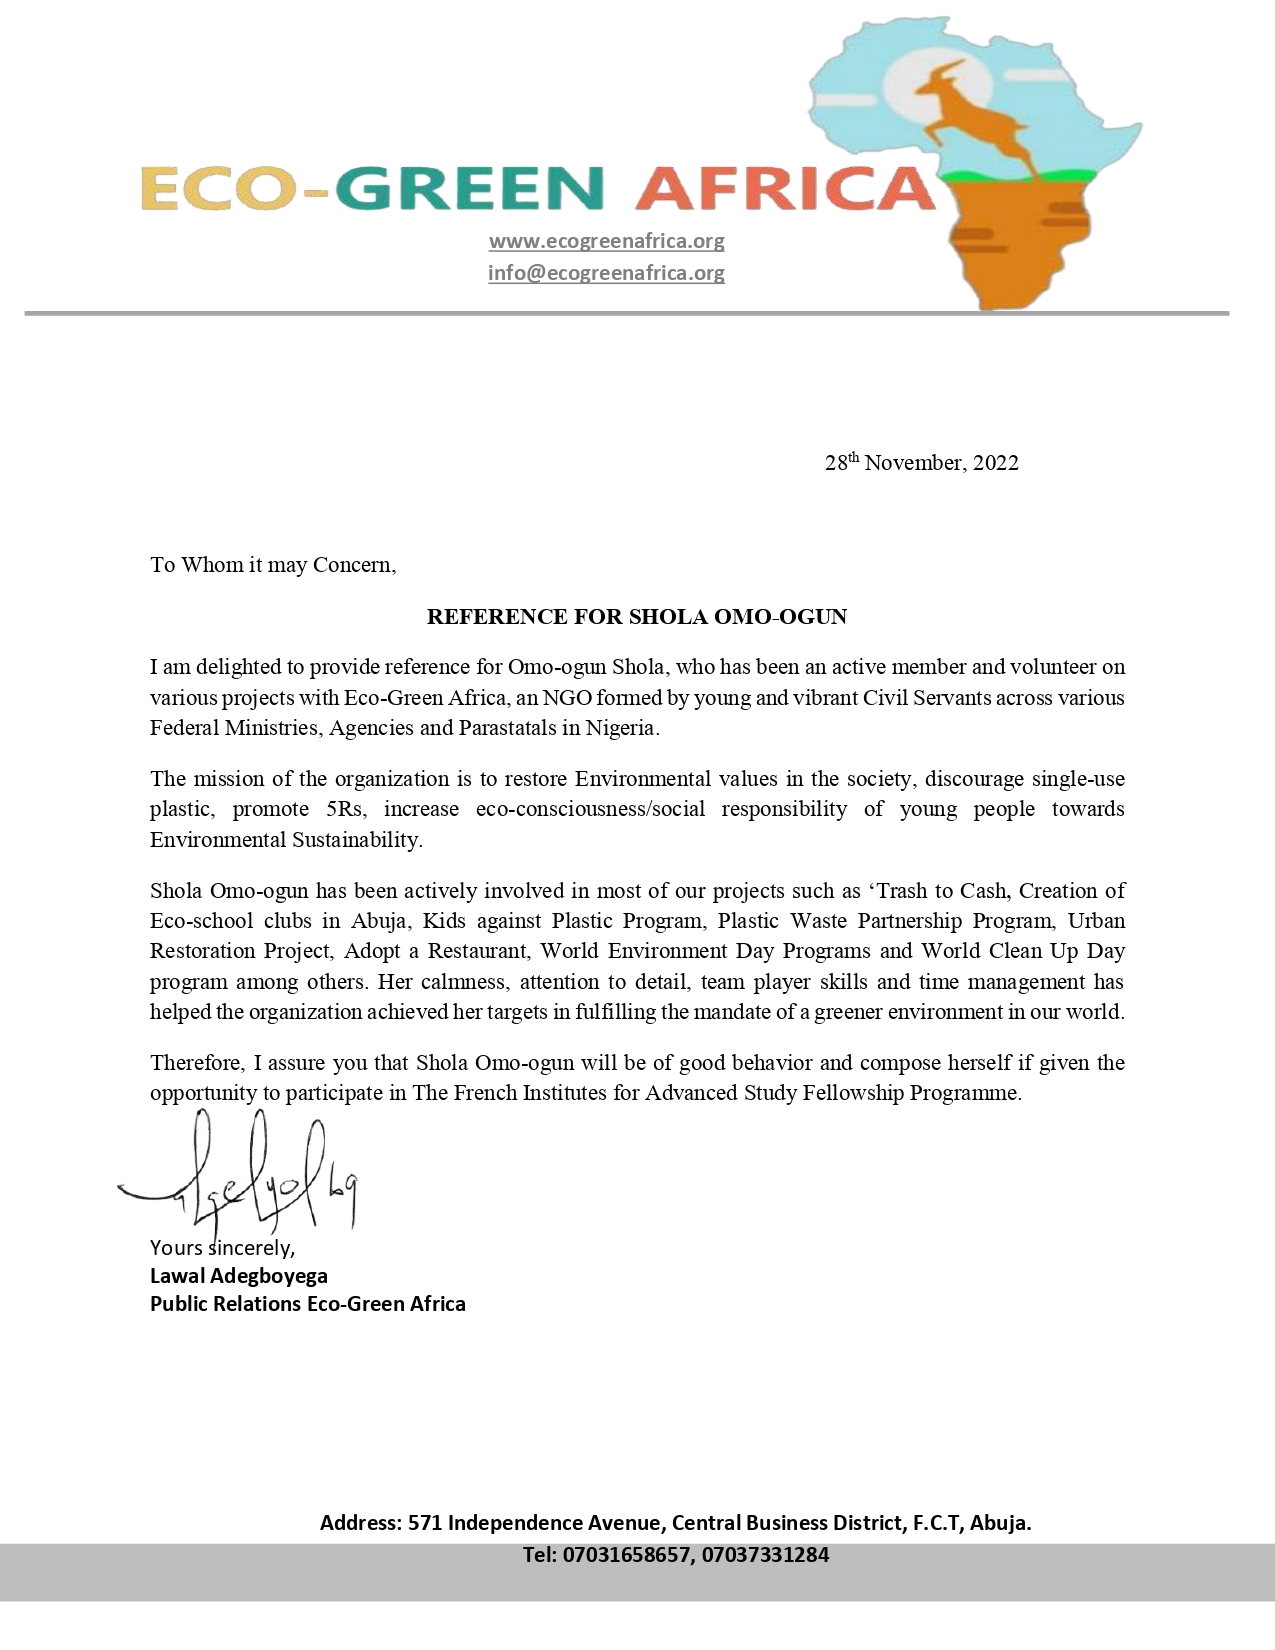 ECO-GREEN AFRICA
www.ecogreenafrica.org
info@ecogreenafrica.org
28th November, 2022
To Whom it may Concern,
REFERENCE FOR SHOLA OMO-OGUN
I am delighted to provide reference for Omo-ogun Shola, who has been an active member and volunteer on
various projects with Eco-Green Africa, an NGO formed by young and vibrant Civil Servants across various
Federal Ministries, Agencies and Parastatals in Nigeria.
The mission of the organization is to restore Environmental values in the society, discourage single-use
plastic, promote 5Rs, increase eco-consciousness/social responsibility of young people towards
Environmental Sustainability.
Shola Omo-ogun has been actively involved in most of our projects such as ‘Trash to Cash, Creation of
Eco-school clubs in Abuja, Kids against Plastic Program, Plastic Waste Partnership Program, Urban
Restoration Project, Adopt a Restaurant, World Environment Day Programs and World Clean Up Day
program among others. Her calmness, attention to detail, team player skills and time management has
helped the organization achieved her targets in fulfilling the mandate of a greener environment in our world.
Therefore, I assure you that Shola Omo-ogun will be of good behavior and compose herself if given the
opportunity to participate in The French Institutes for Advanced Study Fellowship Programme.
Yours sincerely,
Lawal Adegboyega
Public Relations Eco-Green Africa
Address: 571 Independence Avenue, Central Business District, F.C.T, Abuja.
Tel: 07031658657, 07037331284